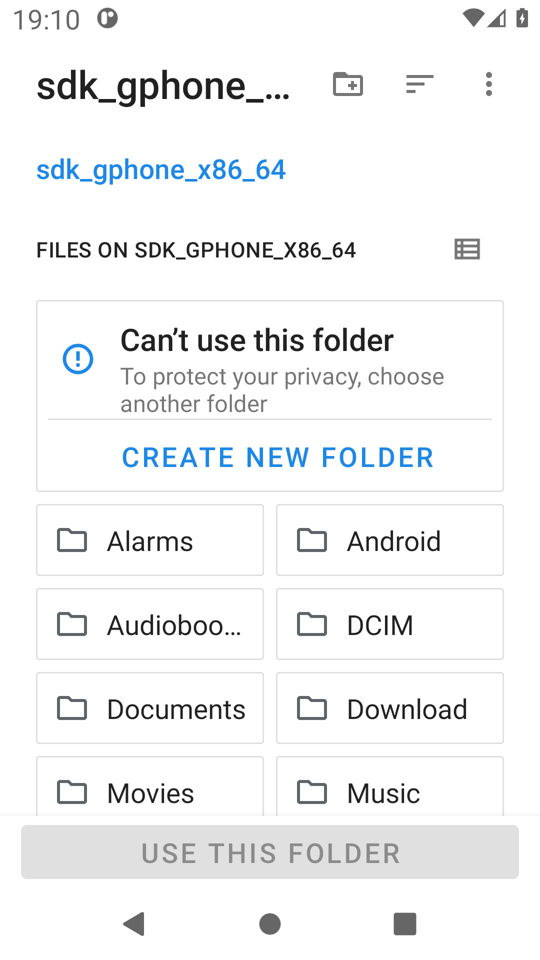 19:10
sdk_gphone_...
sdk_gphone_x86_64
FILES ON SDK_GPHONE_X86_64
Can’t use this folder
To protect your privacy, choose
another folder
CREATE NEW FOLDER
Alarms
Android
Audioboo...
DCIM
Documents
Download
Movies
Music
USE THIS FOLDER